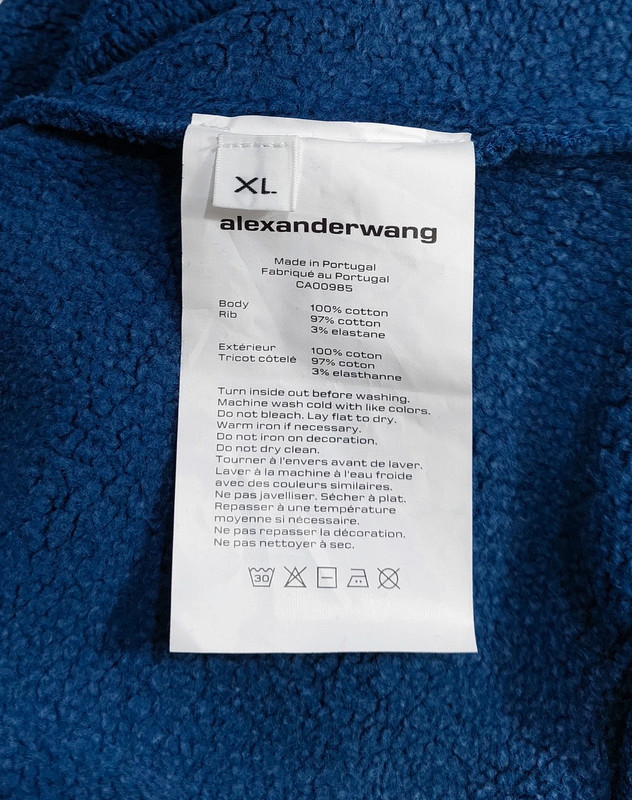 XL
alexanderwang
Made in Portugal
Fabriqué au Portugal
CA00985
Body 100% cotton
Rib 97% cotton
3% elastane
Extérieur 100% coton
Tricot côtelé 97% coton
3% elasthanne
Turn inside out before washing.
Machine wash cold with like colors.
Do not bleach. Lay flat to dry.
Warm iron if necessary.
Do not iron on decoration.
Do not dry clean.
Tourner à l'envers avant de laver.
Laver à la machine à l'eau froide
avec des couleurs similaires.
Ne pas javelliser. Sécher à plat.
Repasser à une température
moyenne si nécessaire.
Ne pas repasser la décoration.
Ne pas nettoyer à sec.
30